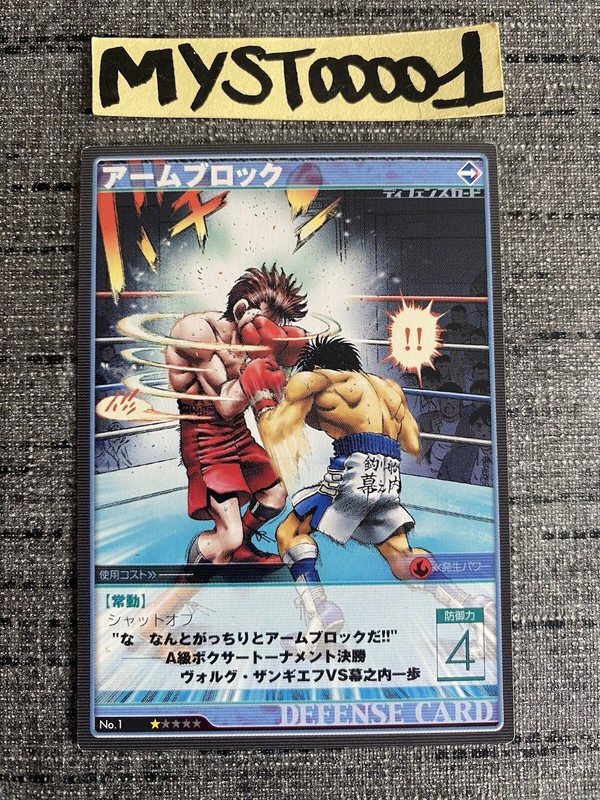 MYST00001
アームブロック
ディフェンスカード
!!
釣り船
幕之内
使用コスト≫
≪発生パワー
【常動】
シャットオフ
防御力
4
"な なんとがっちりとアームブロックだ!!"
A級ボクサートーナメント決勝
ヴォルグ・ザンギエフVS幕之内一歩
No.1
DEFENSE CARD